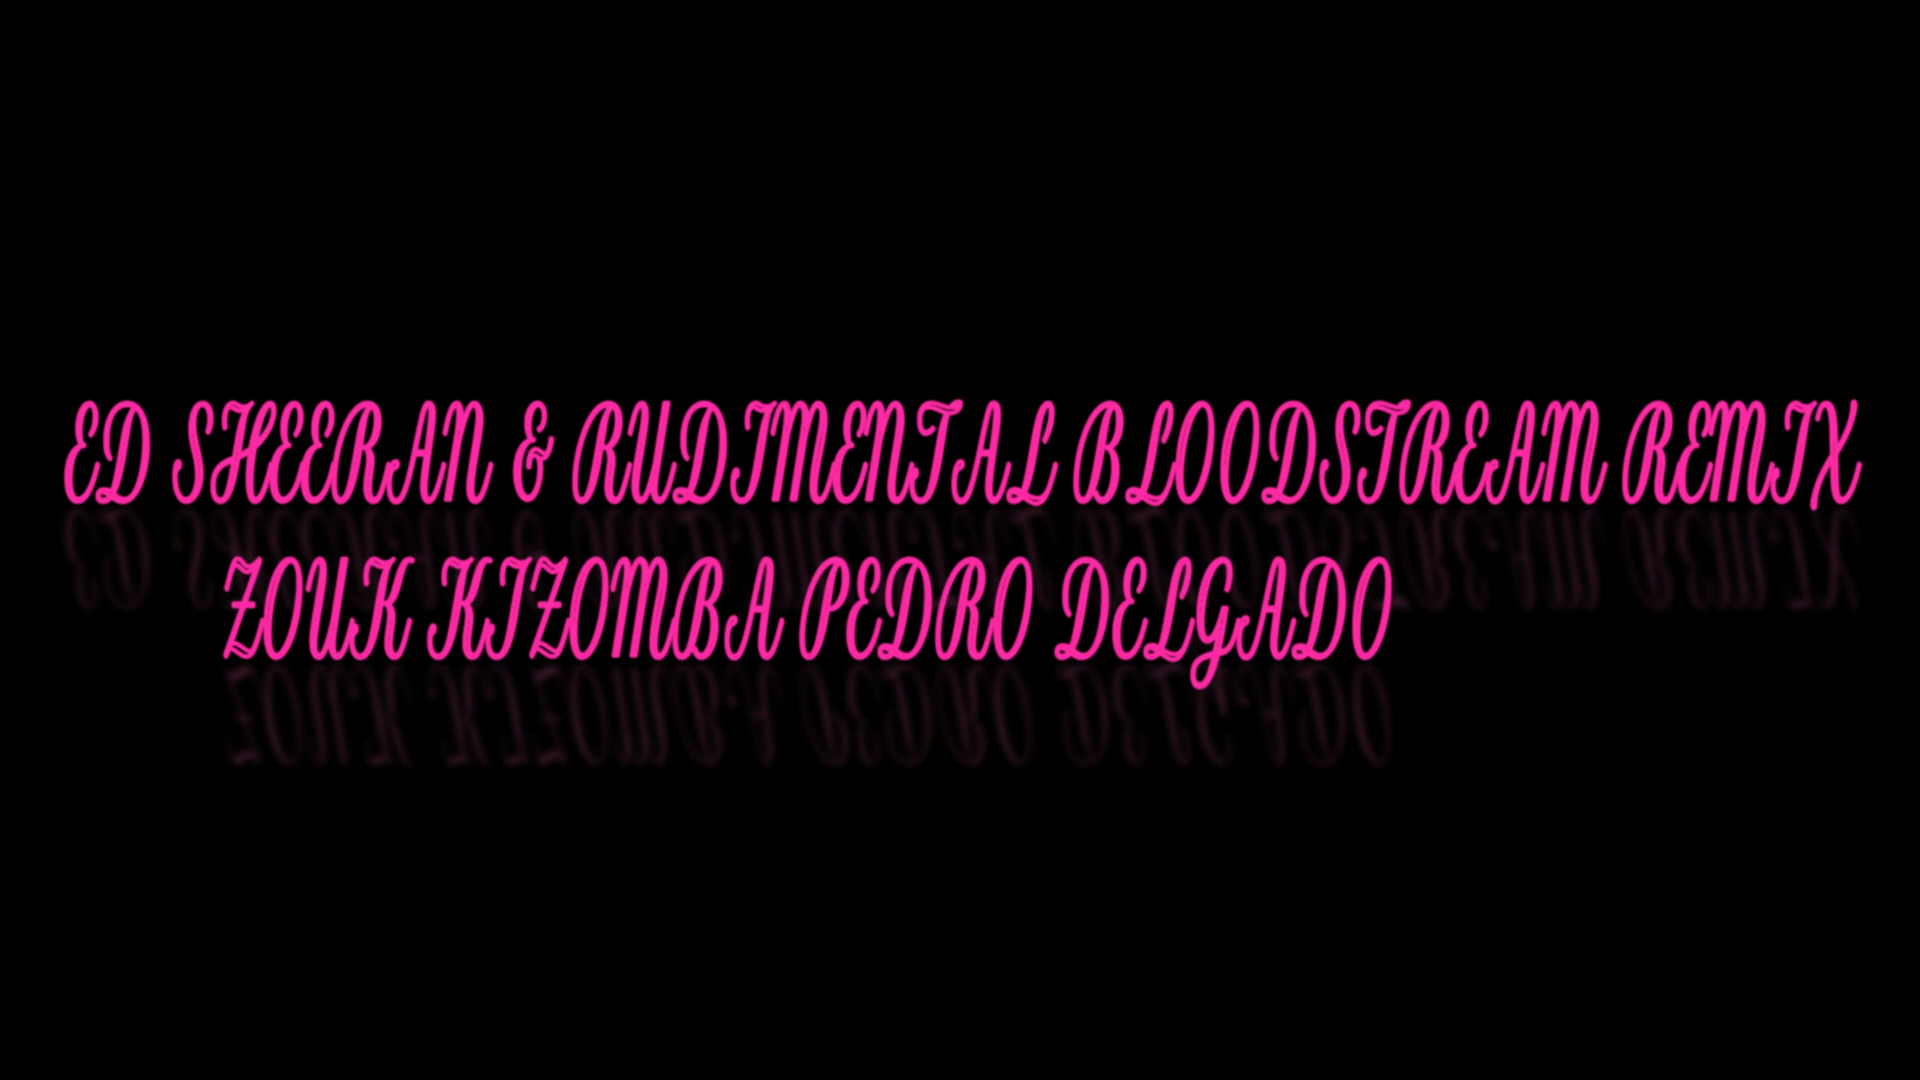 ED SHEERAN & RUDIMENTAL BLOODSTREAM REMIX
ZOUK KIZOMBA PEDRO DELGADO